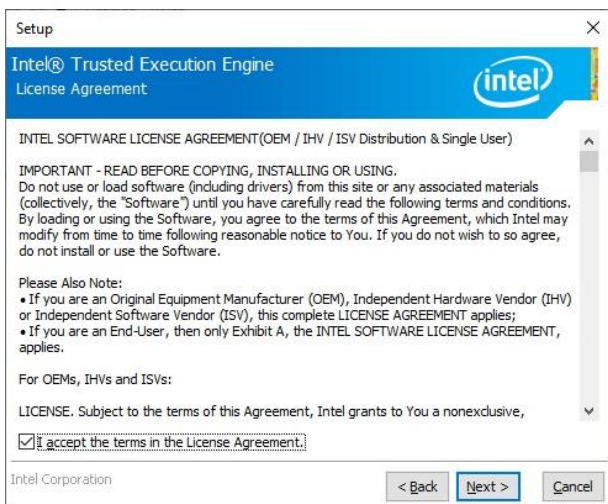 Setup
Intel® Trusted Execution Engine
License Agreement
intel
INTEL SOFTWARE LICENSE AGREEMENT(OEM / IHV / ISV Distribution & Single User)
IMPORTANT - READ BEFORE COPYING, INSTALLING OR USING.
Do not use or load software (including drivers) from this site or any associated materials
(collectively, the "Software") until you have carefully read the following terms and conditions.
By loading or using the Software, you agree to the terms of this Agreement, which Intel may
modify from time to time following reasonable notice to You. If you do not wish to so agree,
do not install or use the Software.
Please Also Note:
• If you are an Original Equipment Manufacturer (OEM), Independent Hardware Vendor (IHV)
or Independent Software Vendor (ISV), this complete LICENSE AGREEMENT applies;
• If you are an End-User, then only Exhibit A, the INTEL SOFTWARE LICENSE AGREEMENT,
applies.
For OEMs, IHVs and ISVs:
LICENSE. Subject to the terms of this Agreement, Intel grants to You a nonexclusive,
I accept the terms in the License Agreement.
Intel Corporation
< Back Next > Cancel